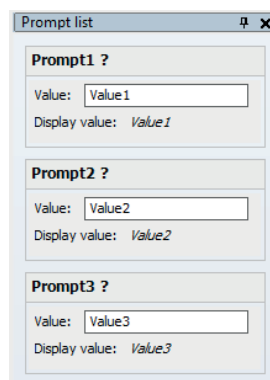 Prompt list
Prompt1 ?
Value: Value1
Display value: Value1
Prompt2 ?
Value: Value2
Display value: Value2
Prompt3 ?
Value: Value3
Display value: Value3